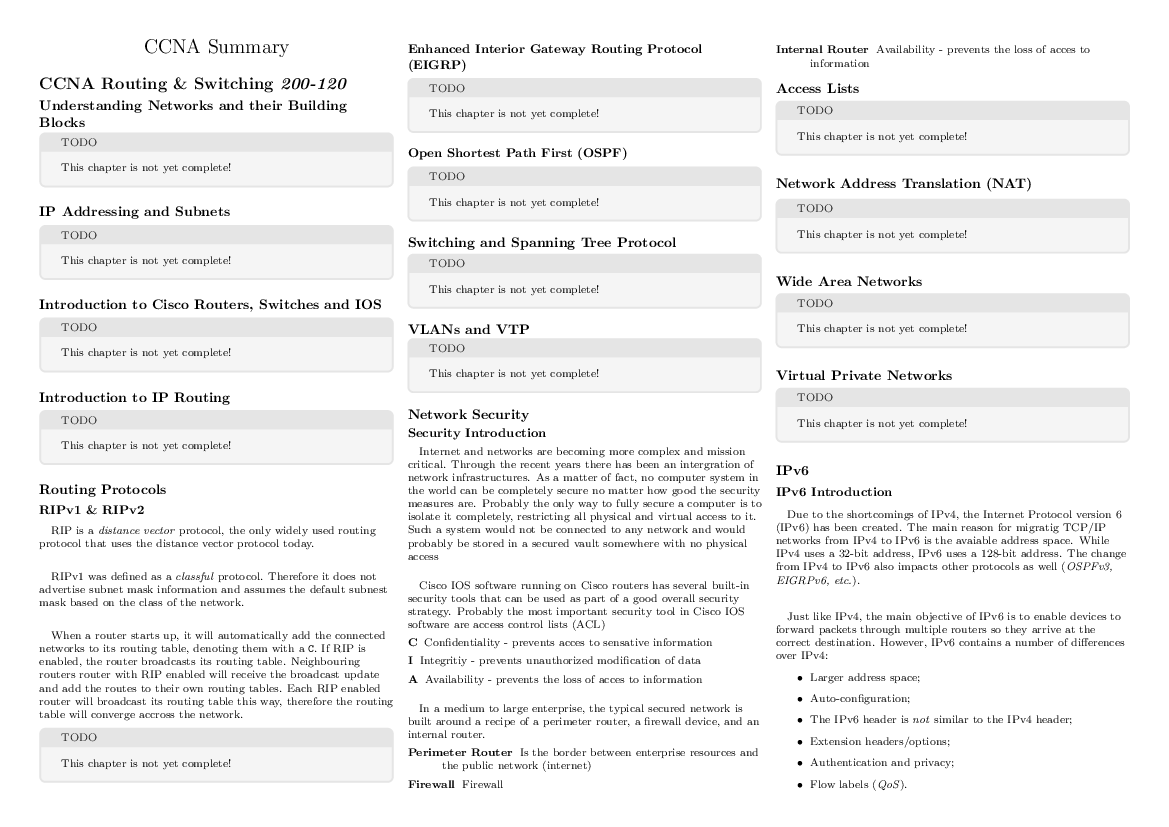 CCNA Summary
CCNA Routing & Switching 200-120
Understanding Networks and their Building
Blocks
TODO
This chapter is not yet complete!
IP Addressing and Subnets
TODO
This chapter is not yet complete!
Introduction to Cisco Routers, Switches and IOS
TODO
This chapter is not yet complete!
Introduction to IP Routing
TODO
This chapter is not yet complete!
Routing Protocols
RIPv1 & RIPv2
RIP is a distance vector protocol, the only widely used routing
protocol that uses the distance vector protocol today.
RIPv1 was defined as a classful protocol. Therefore it does not
advertise subnet mask information and assumes the default subnest
mask based on the class of the network.
When a router starts up, it will automatically add the connected
networks to its routing table, denoting them with a C. If RIP is
enabled, the router broadcasts its routing table. Neighbouring
routers router with RIP enabled will receive the broadcast update
and add the routes to their own routing tables. Each RIP enabled
router will broadcast its routing table this way, therefore the routing
table will converge accross the network.
TODO
This chapter is not yet complete!
Enhanced Interior Gateway Routing Protocol
(EIGRP)
TODO
This chapter is not yet complete!
Open Shortest Path First (OSPF)
TODO
This chapter is not yet complete!
Switching and Spanning Tree Protocol
TODO
This chapter is not yet complete!
VLANs and VTP
TODO
This chapter is not yet complete!
Network Security
Security Introduction
Internet and networks are becoming more complex and mission
critical. Through the recent years there has been an intergration of
network infrastructures. As a matter of fact, no computer system in
the world can be completely secure no matter how good the security
measures are. Probably the only way to fully secure a computer is to
isolate it completely, restricting all physical and virtual access to it.
Such a system would not be connected to any network and would
probably be stored in a secured vault somewhere with no physical
access
Cisco IOS software running on Cisco routers has several built-in
security tools that can be used as part of a good overall security
strategy. Probably the most important security tool in Cisco IOS
software are access control lists (ACL)
C Confidentiality - prevents acces to sensative information
I Integritiy - prevents unauthorized modification of data
A Availability - prevents the loss of acces to information
In a medium to large enterprise, the typical secured network is
built around a recipe of a perimeter router, a firewall device, and an
internal router.
Perimeter Router Is the border between enterprise resources and
the public network (internet)
Firewall Firewall
Internal Router Availability - prevents the loss of acces to
information
Access Lists
TODO
This chapter is not yet complete!
Network Address Translation (NAT)
TODO
This chapter is not yet complete!
Wide Area Networks
TODO
This chapter is not yet complete!
Virtual Private Networks
TODO
This chapter is not yet complete!
IPv6
IPv6 Introduction
Due to the shortcomings of IPv4, the Internet Protocol version 6
(IPv6) has been created. The main reason for migratig TCP/IP
networks from IPv4 to IPv6 is the avaiable address space. While
IPv4 uses a 32-bit address, IPv6 uses a 128-bit address. The change
from IPv4 to IPv6 also impacts other protocols as well (OSPFv3,
EIGRPv6, etc.).
Just like IPv4, the main objective of IPv6 is to enable devices to
forward packets through multiple routers so they arrive at the
correct destination. However, IPv6 contains a number of differences
over IPv4:
• Larger address space;
• Auto-configuration;
• The IPv6 header is not similar to the IPv4 header;
• Extension headers/options;
• Authentication and privacy;
• Flow labels (QoS).